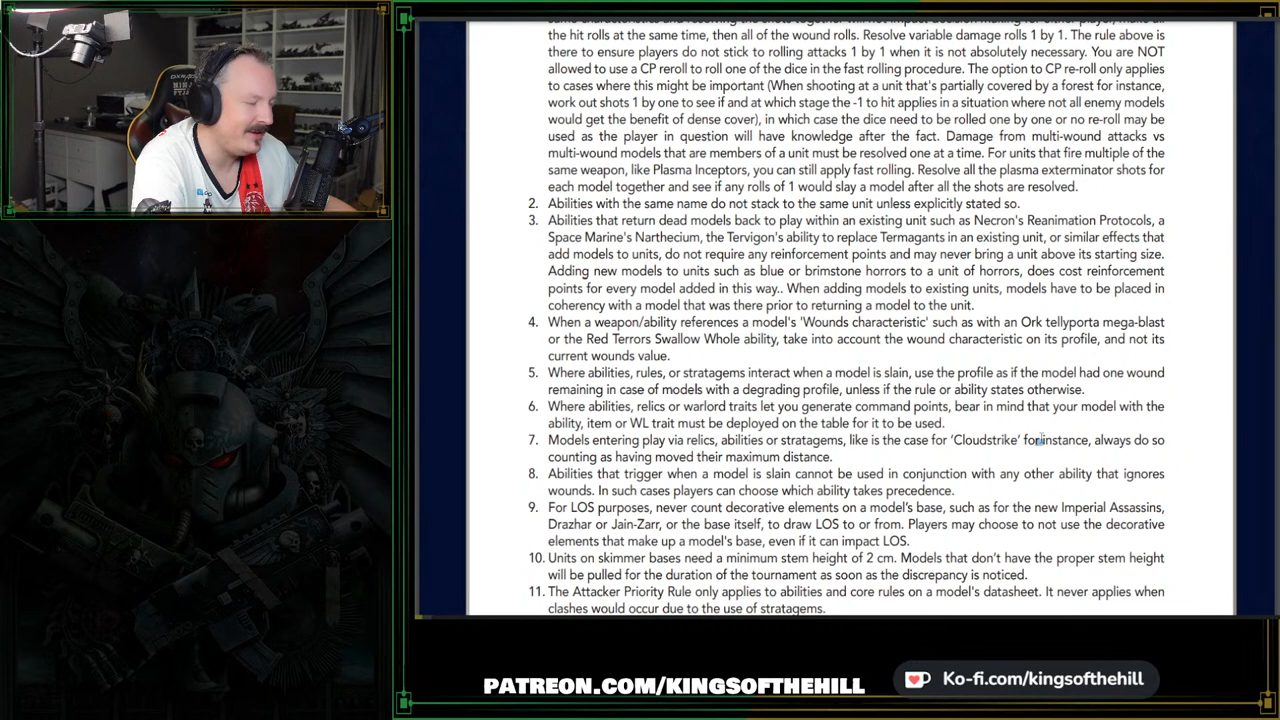 same characteristics and resolving the shots together will not impact decision making for either player, make all
the hit rolls at the same time, then all of the wound rolls. Resolve variable damage rolls 1 by 1. The rule above is
there to ensure players do not stick to rolling attacks 1 by 1 when it is not absolutely necessary. You are NOT
allowed to use a CP reroll to roll one of the dice in the fast rolling procedure. The option to CP re-roll only applies
to cases where this might be important (When shooting at a unit that's partially covered by a forest for instance,
work out shots 1 by one to see if and at which stage the -1 to hit applies in a situation where not all enemy models
would get the benefit of dense cover), in which case the dice need to be rolled one by one or no re-roll may be
used as the player in question will have knowledge after the fact. Damage from multi-wound attacks vs
multi-wound models that are members of a unit must be resolved one at a time. For units that fire multiple of the
same weapon, like Plasma Inceptors, you can still apply fast rolling. Resolve all the plasma exterminator shots for
each model together and see if any rolls of 1 would slay a model after all the shots are resolved.
2. Abilities with the same name do not stack to the same unit unless explicitly stated so.
3. Abilities that return dead models back to play within an existing unit such as Necron's Reanimation Protocols, a
Space Marine's Narthecium, the Tervigon's ability to replace Termagants in an existing unit, or similar effects that
add models to units, do not require any reinforcement points and may never bring a unit above its starting size.
Adding new models to units such as blue or brimstone horrors to a unit of horrors, does cost reinforcement
points for every model added in this way.. When adding models to existing units, models have to be placed in
coherency with a model that was there prior to returning a model to the unit.
4. When a weapon/ability references a model's 'Wounds characteristic' such as with an Ork tellyporta mega-blast
or the Red Terrors Swallow Whole ability, take into account the wound characteristic on its profile, and not its
current wounds value.
5. Where abilities, rules, or stratagems interact when a model is slain, use the profile as if the model had one wound
remaining in case of models with a degrading profile, unless if the rule or ability states otherwise.
6. Where abilities, relics or warlord traits let you generate command points, bear in mind that your model with the
ability, item or WL trait must be deployed on the table for it to be used.
7. Models entering play via relics, abilities or stratagems, like is the case for 'Cloudstrike' for instance, always do so
counting as having moved their maximum distance.
8. Abilities that trigger when a model is slain cannot be used in conjunction with any other ability that ignores
wounds. In such cases players can choose which ability takes precedence.
9. For LOS purposes, never count decorative elements on a model's base, such as for the new Imperial Assassins,
Drazhar or Jain-Zarr, or the base itself, to draw LOS to or from. Players may choose to not use the decorative
elements that make up a model's base, even if it can impact LOS.
10. Units on skimmer bases need a minimum stem height of 2 cm. Models that don't have the proper stem height
will be pulled for the duration of the tournament as soon as the discrepancy is noticed.
11. The Attacker Priority Rule only applies to abilities and core rules on a model's datasheet. It never applies when
clashes would occur due to the use of stratagems.
PATREON.COM/KINGSOFTHEHILL
Ko-fi.com/kingsofthehill